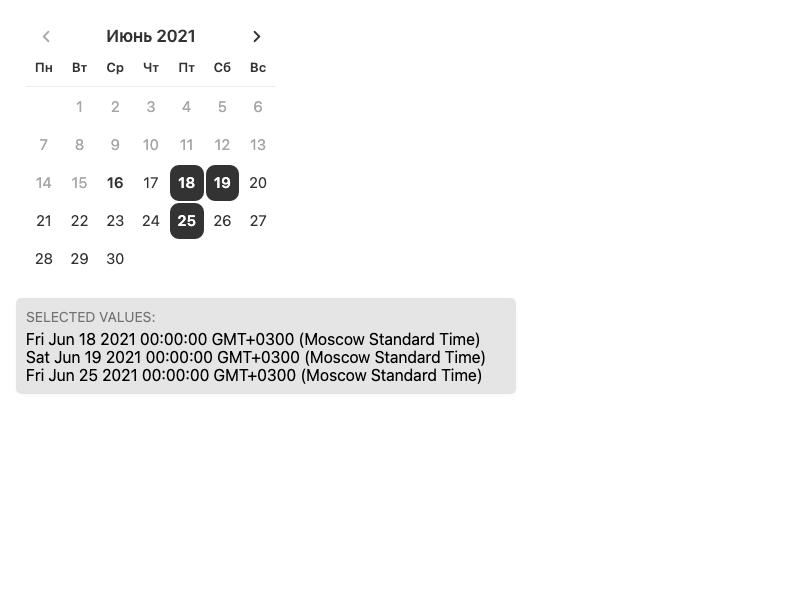 Июнь 2021
Пн Вт Ср Чт Пт Сб Вс
1 2 3 4 5 6
7 8 9 10 11 12 13
14 15 16 17 18 19 20
21 22 23 24 25 26 27
28 29 30
SELECTED VALUES:
Fri Jun 18 2021 00:00:00 GMT+0300 (Moscow Standard Time)
Sat Jun 19 2021 00:00:00 GMT+0300 (Moscow Standard Time)
Fri Jun 25 2021 00:00:00 GMT+0300 (Moscow Standard Time)